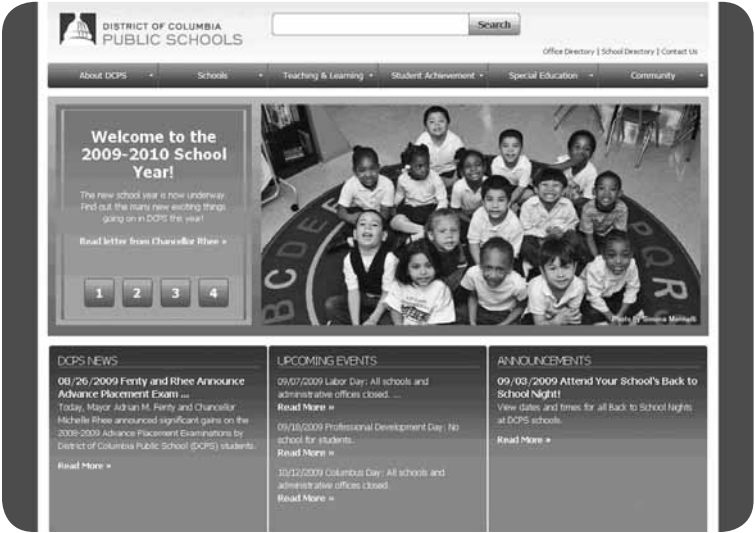 DISTRICT OF COLUMBIA
PUBLIC SCHOOLS
Search
Office Directory | School Directory | Contact Us
About DCPS
Schools
Teaching & Learning
Student Achievement
Special Education
Community
Welcome to the
2009-2010 School
Year!
The new school year is now underway.
Find out the many new exciting things
going on in DCPS the year!
Read letter from Chancellor Rhee »
1 2 3 4
B C D E F
P Q R
Photo by Simona Monnatti
DCPS NEWS
08/26/2009 Fenty and Rhee Announce
Advance Placement Exam ...
Today, Mayor Adrian M. Fenty and Chancellor
Michelle Rhee announced significant gains on the
2008-2009 Advance Placement Examinations by
District of Columbia Public School (DCPS) students.
Read More »
UPCOMING EVENTS
09/07/2009 Labor Day: All schools and
administrative offices closed. ...
Read More »
09/18/2009 Professional Development Day: No
school for students.
Read More »
10/12/2009 Columbus Day: All schools and
administrative offices closed.
Read More »
ANNOUNCEMENTS
09/03/2009 Attend Your School's Back to
School Night!
View dates and times for all Back to School Nights
at DCPS schools.
Read More »